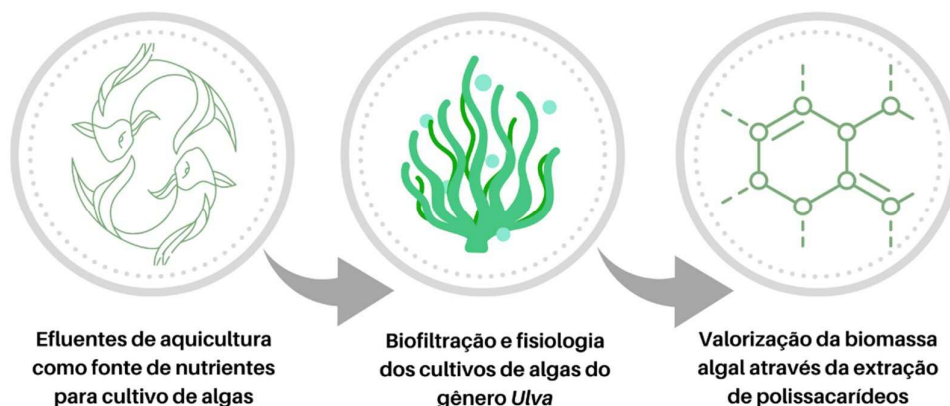 Efluentes de aquicultura
como fonte de nutrientes
para cultivo de algas
Biofiltração e fisiologia
dos cultivos de algas do
gênero Ulva
Valorização da biomassa
algal através da extração
de polissacarídeos